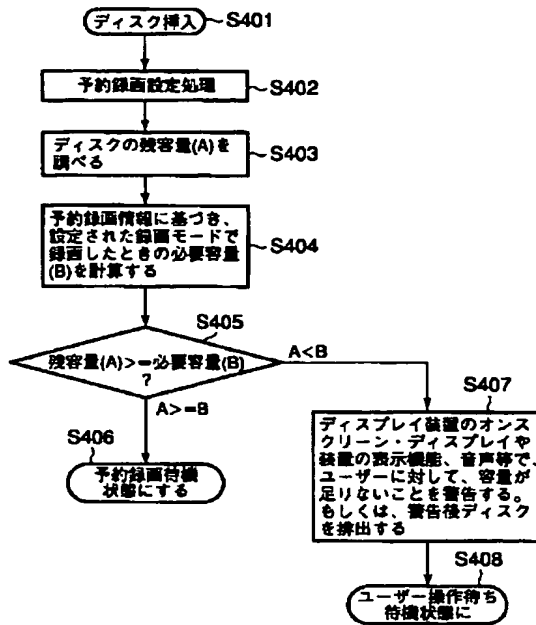 ディスク挿入
S401
予約録画設定処理
S402
ディスクの残容量(A)を
調べる
S403
予約録画情報に基づき、
設定された録画モードで
録画したときの必要容量
(B)を計算する
S404
S405
残容量(A)>=必要容量(B)
?
A<B
A>=B
S406
予約録画待機
状態にする
S407
ディスプレイ装置のオンス
クリーン・ディスプレイや
装置の表示機能、音声等で、
ユーザーに対して、容量が
足りないことを警告する。
もしくは、警告後ディスク
を排出する
S408
ユーザー操作待ち
待機状態に